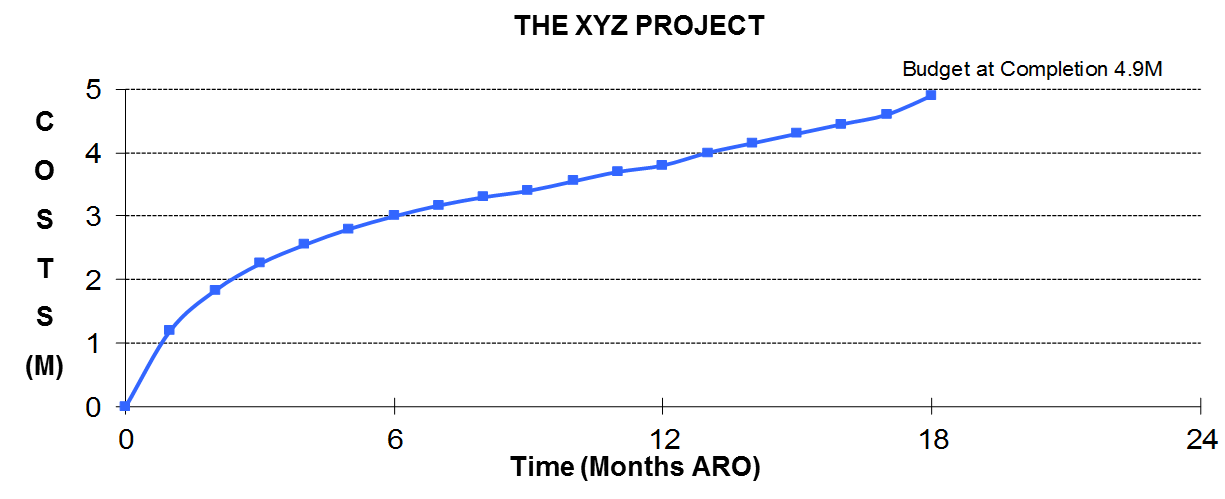 THE XYZ PROJECT
Budget at Completion 4.9M
5
4
3
2
1
0
C
O
S
T
S
(M)
0 6 12 18 24
Time (Months ARO)